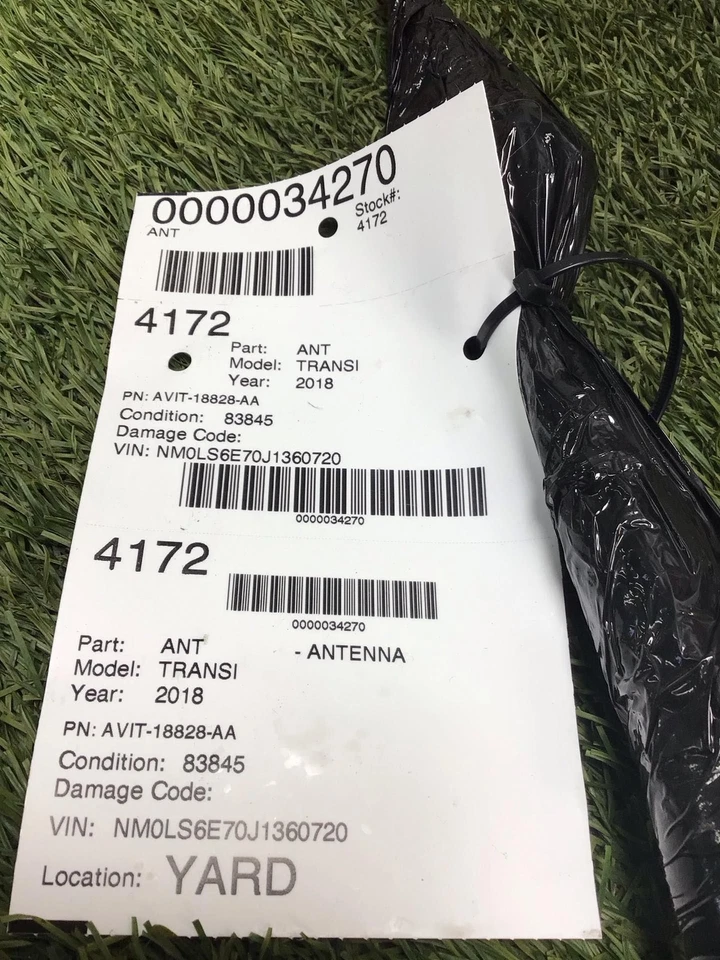 0000034270
ANT
Stock#:
4172
4172
Part: ANT
Model: TRANSI
Year: 2018
PN: AVIT-18828-AA
Condition: 83845
Damage Code:
VIN: NM0LS6E70J1360720
0000034270
4172
0000034270
Part: ANT - ANTENNA
Model: TRANSI
Year: 2018
PN: AVIT-18828-AA
Condition: 83845
Damage Code:
VIN: NM0LS6E70J1360720
Location: YARD